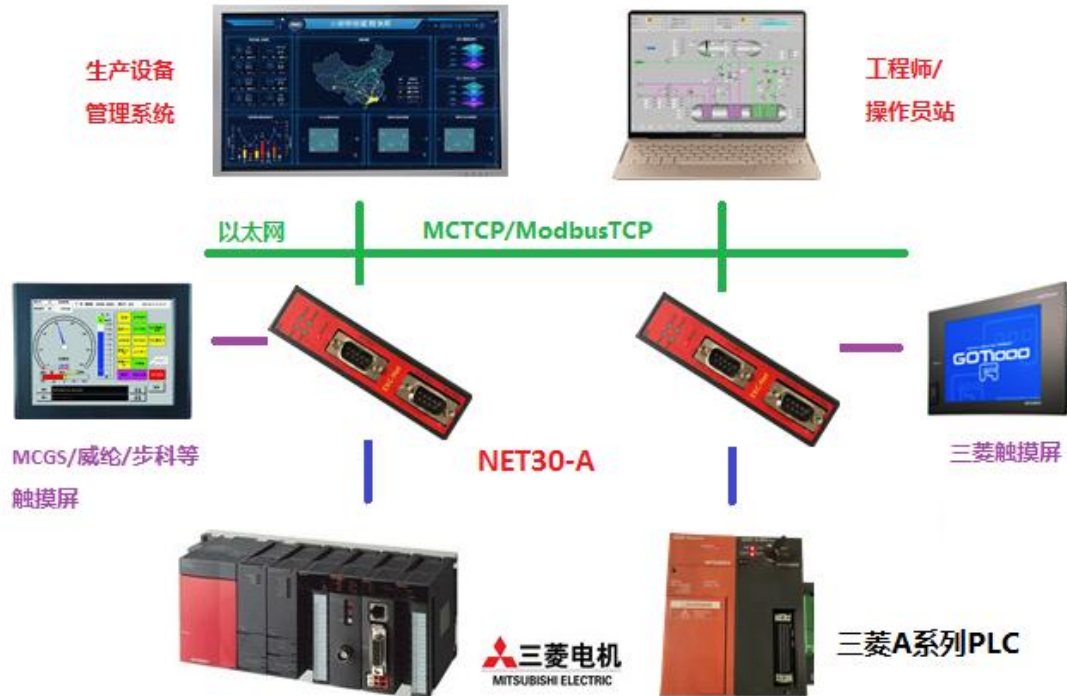 生产设备
管理系统
工程师/
操作员站
以太网
MCTCP/ModbusTCP
GOT1000
MCGS/威纶/步科等
触摸屏
NET30-A
三菱触摸屏
三菱电机
MITSUBISHI ELECTRIC
三菱A系列PLC